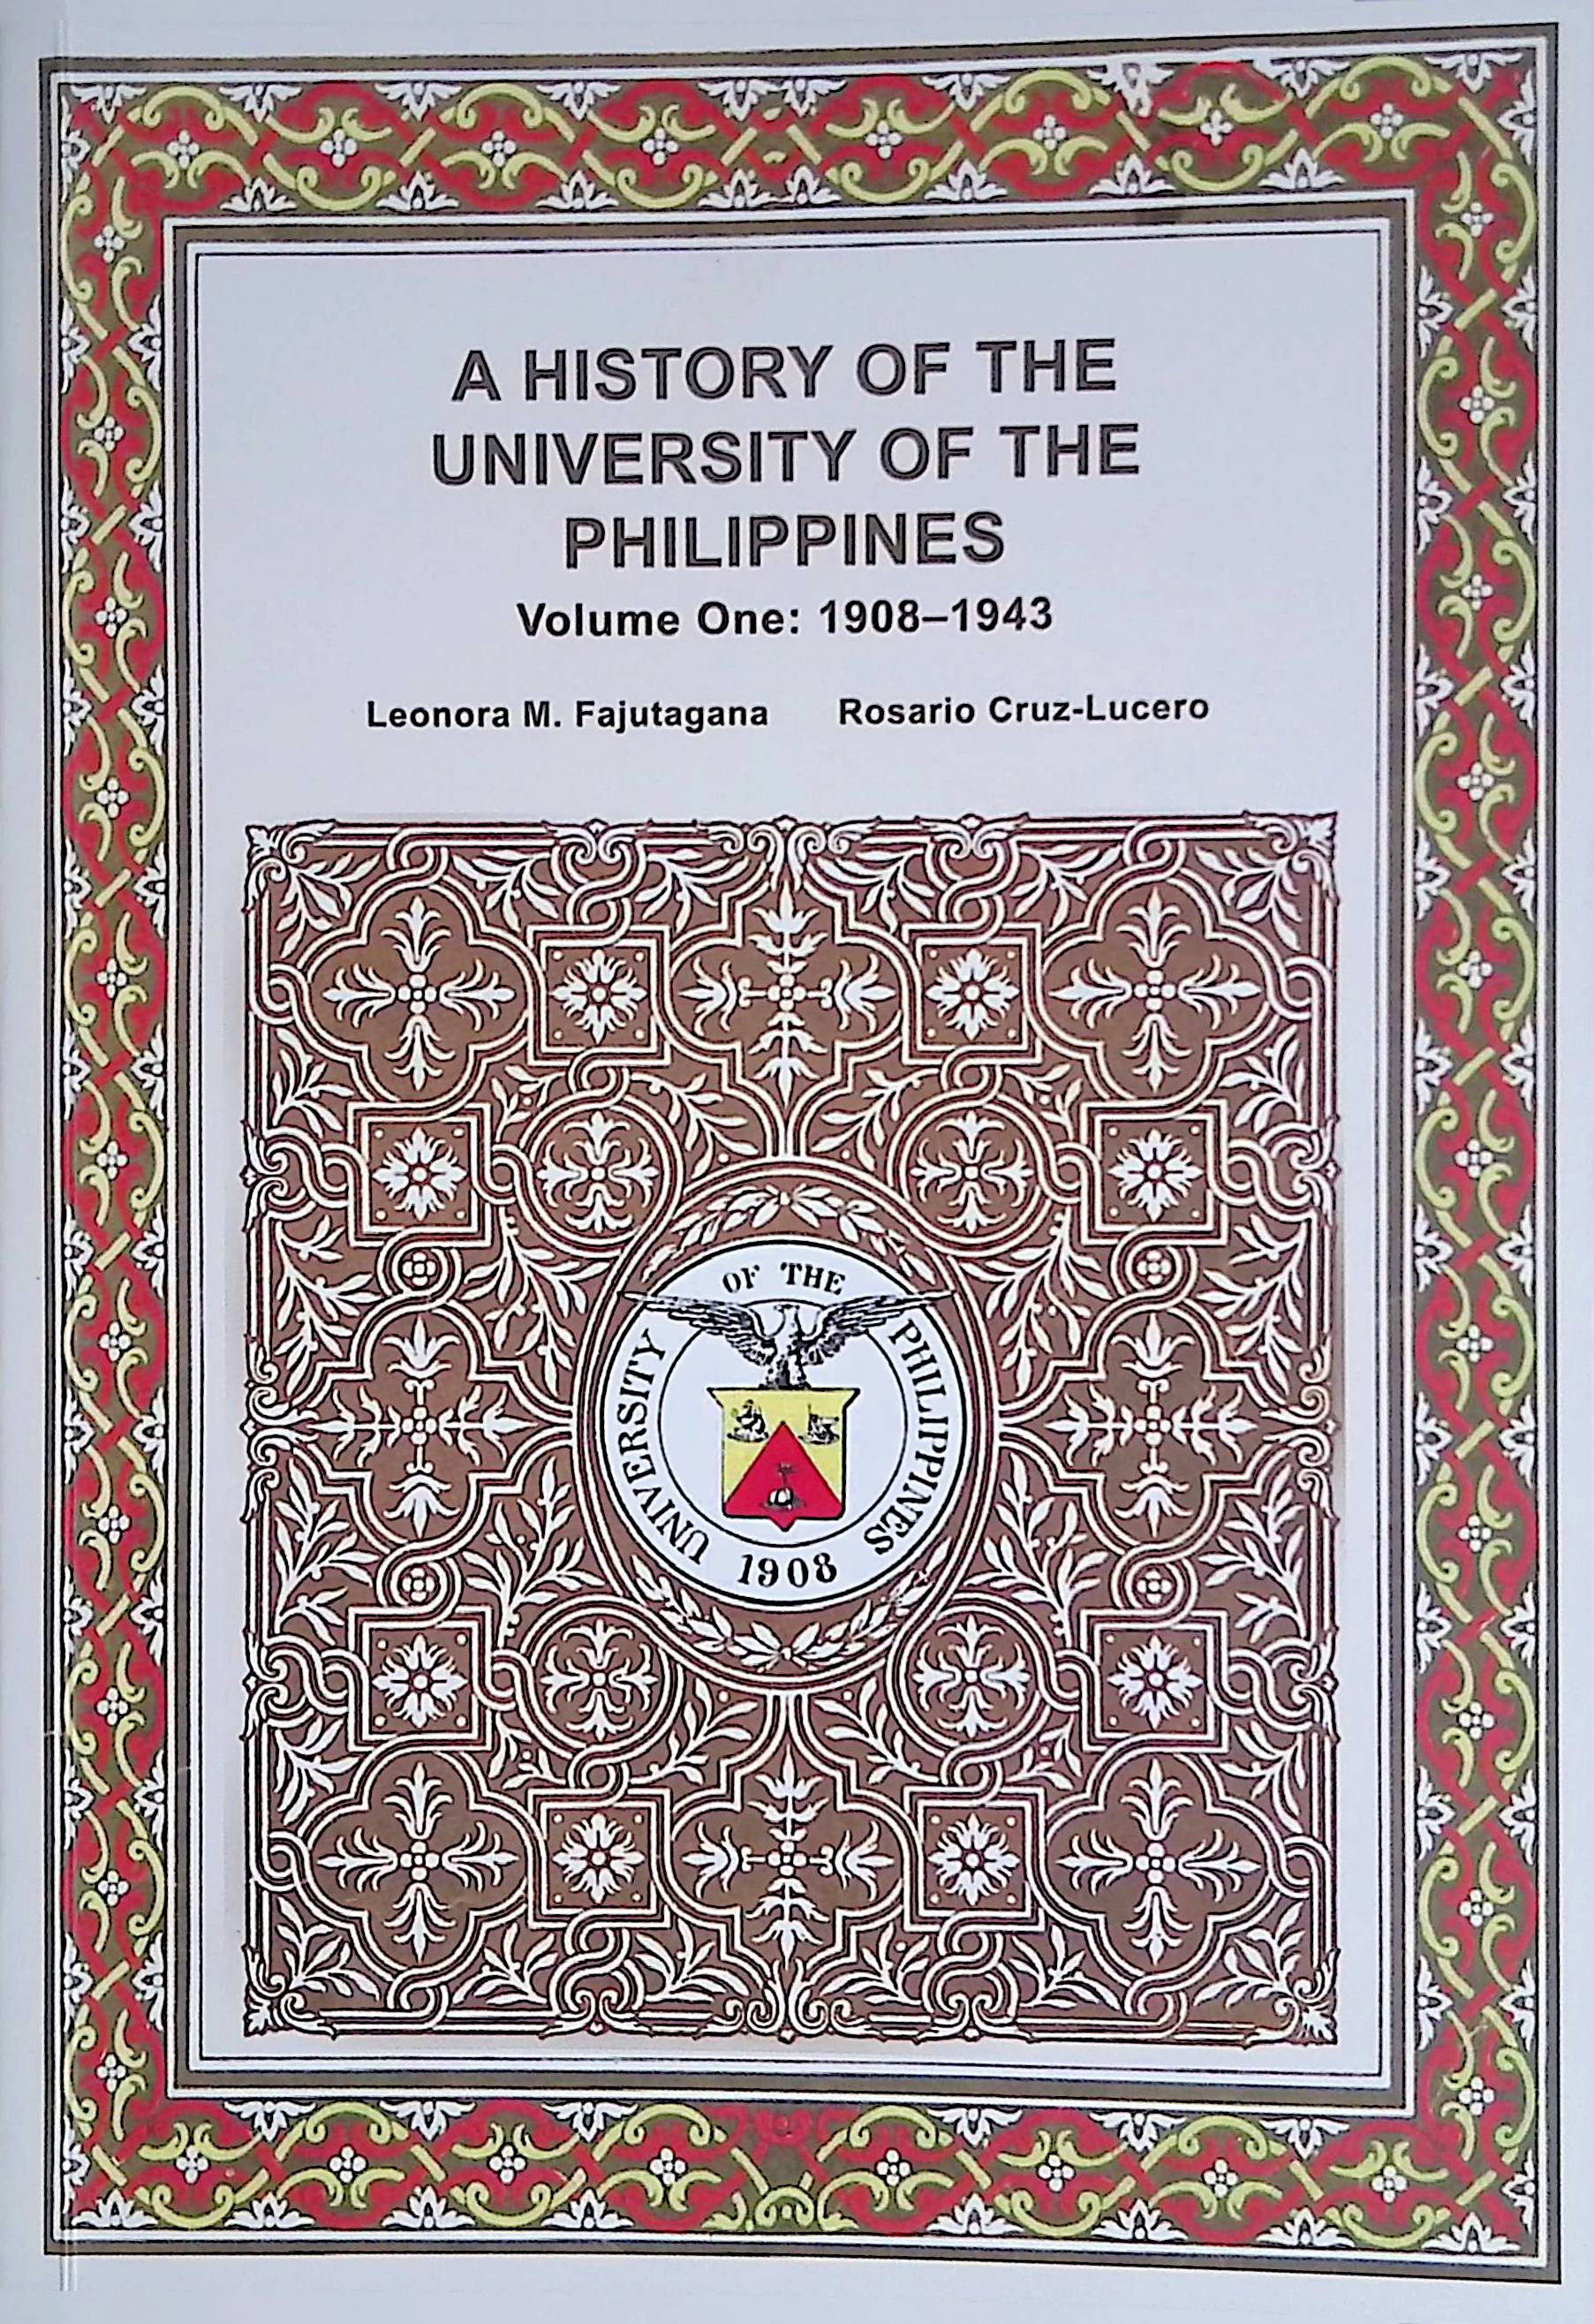 A HISTORY OF THE
UNIVERSITY OF THE
PHILIPPINES
Volume One: 1908–1943
Leonora M. Fajutagana Rosario Cruz-Lucero
UNIVERSITY OF THE PHILIPPINES
1908